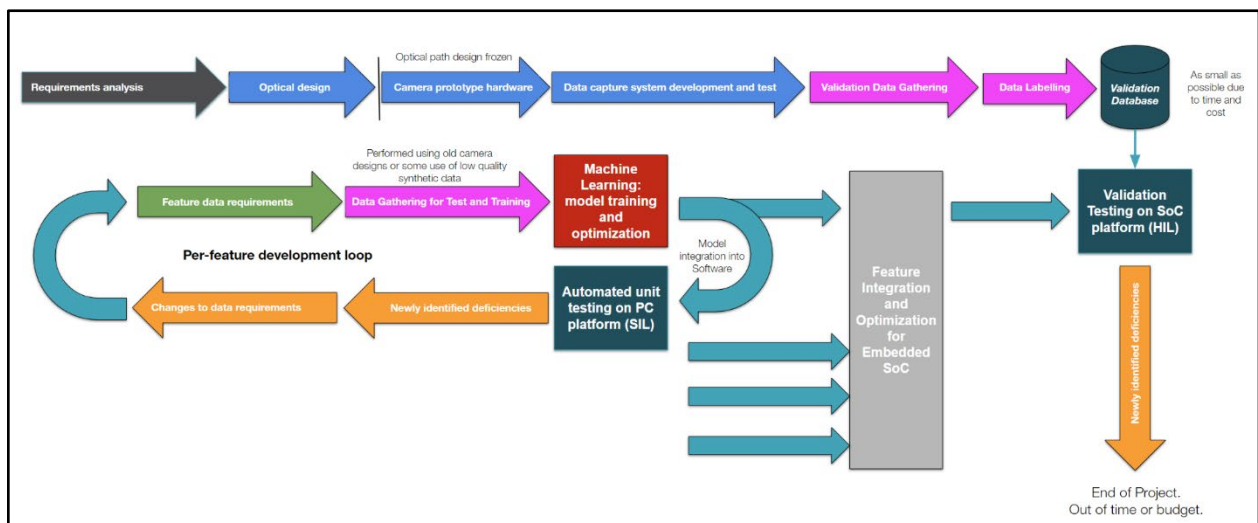 Optical path design frozen
Requirements analysis
Optical design
Camera prototype hardware
Data capture system development and test
Validation Data Gathering
Data Labelling
Validation
Database
As small as
possible due
to time and
cost
Performed using old camera
designs or some use of low quality
synthetic data
Feature data requirements
Data Gathering for Test and Training
Machine
Learning:
model training
and
optimization
Validation
Testing on SoC
platform (HIL)
Per-feature development loop
Model
integration into
Software
Feature
Integration
and
Optimization
for
Embedded
SoC
Changes to data requirements
Newly identified deficiencies
Automated unit
testing on PC
platform (SIL)
Newly identified deficiencies
End of Project.
Out of time or budget.